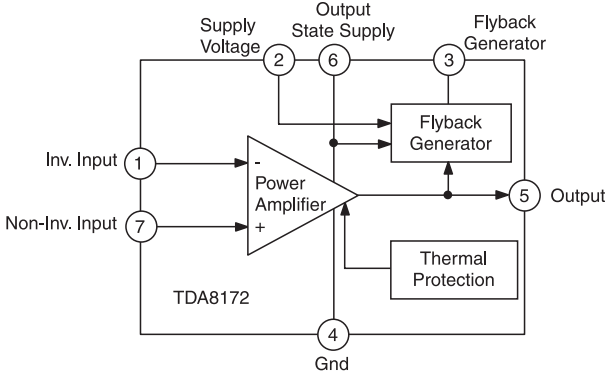 Supply
Voltage
Output
State Supply
Flyback
Generator
2
6
3
Flyback
Generator
Inv. Input
1
-
Power
Amplifier
Non-Inv. Input
7
+
5
Output
Thermal
Protection
TDA8172
4
Gnd